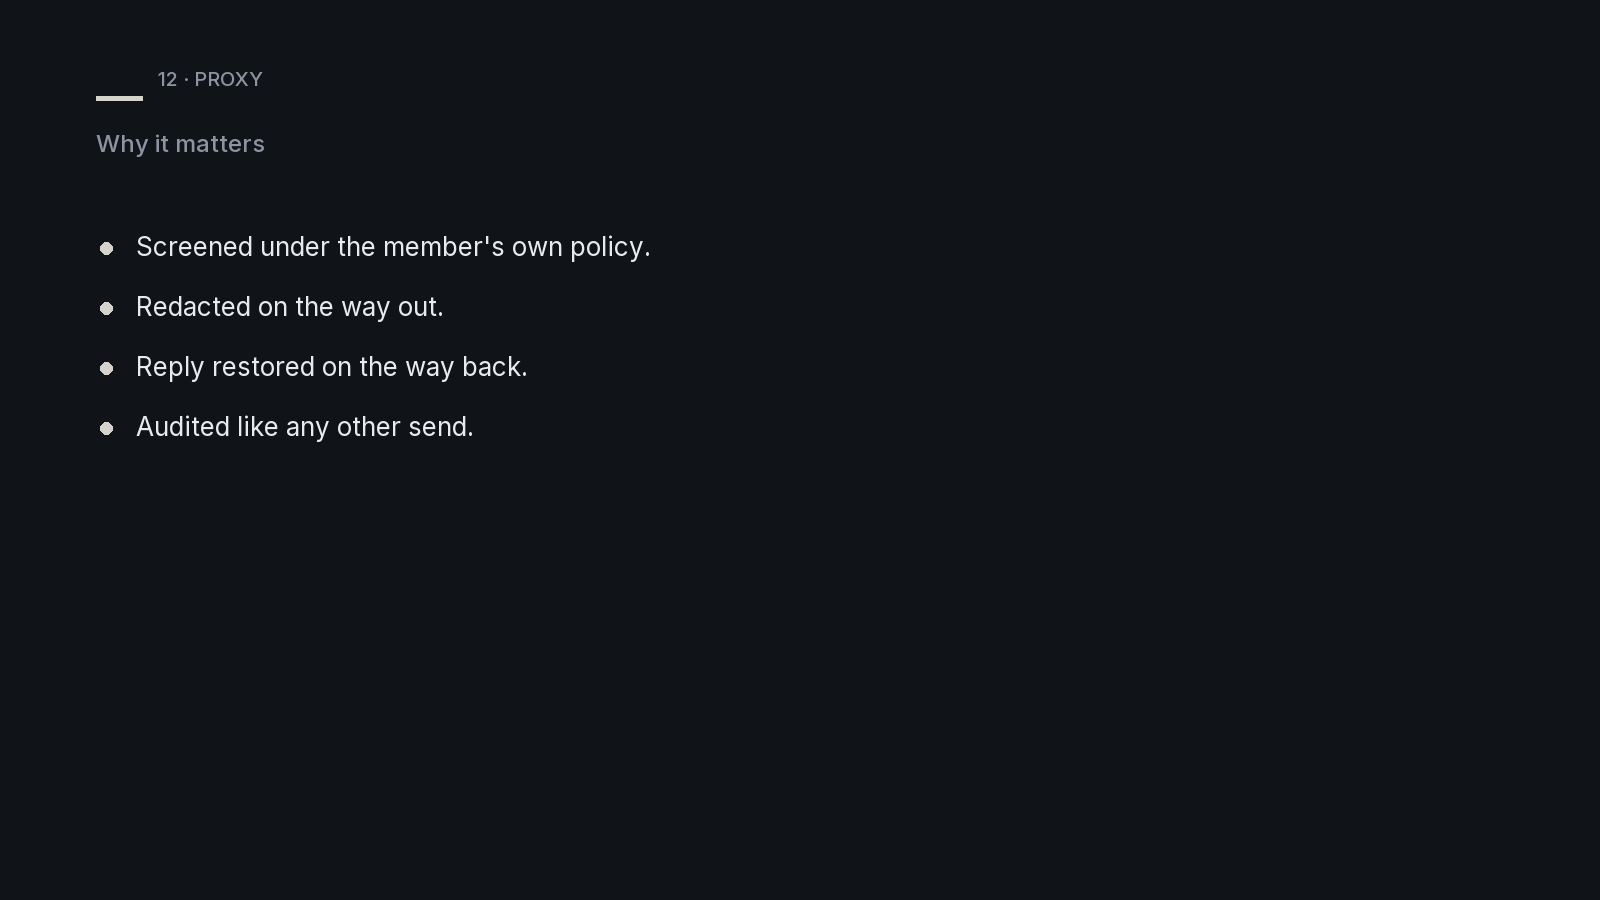 12 · PROXY
Why it matters
Screened under the member's own policy.
Redacted on the way out.
Reply restored on the way back.
Audited like any other send.